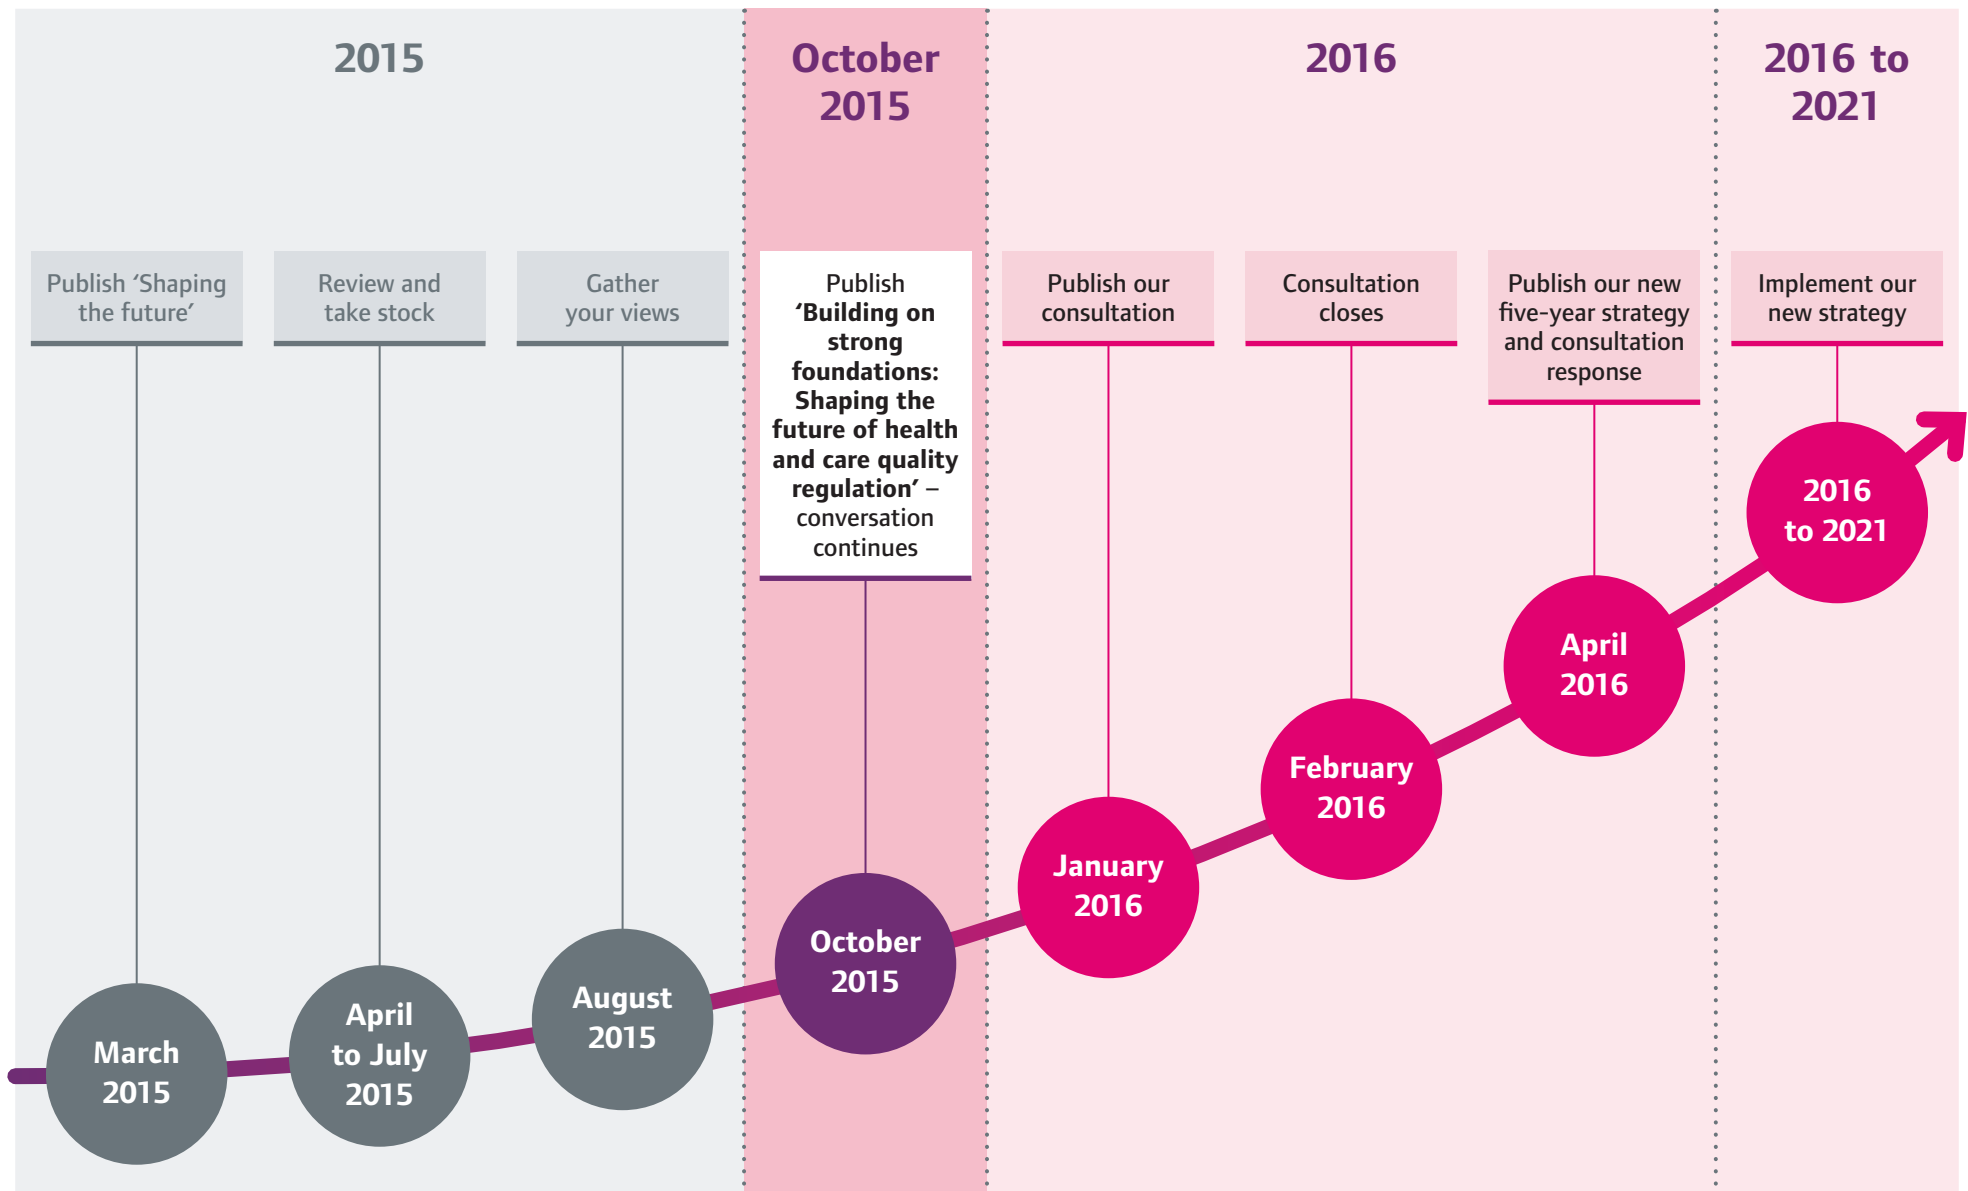 2015
October
2015
2016
2016 to
2021
Publish ‘Shaping
the future’
Review and
take stock
Gather
your views
Publish
‘Building on
strong
foundations:
Shaping the
future of health
and care quality
regulation’ –
conversation
continues
Publish our
consultation
Consultation
closes
Publish our new
five-year strategy
and consultation
response
Implement our
new strategy
March
2015
April
to July
2015
August
2015
October
2015
January
2016
February
2016
April
2016
2016
to 2021